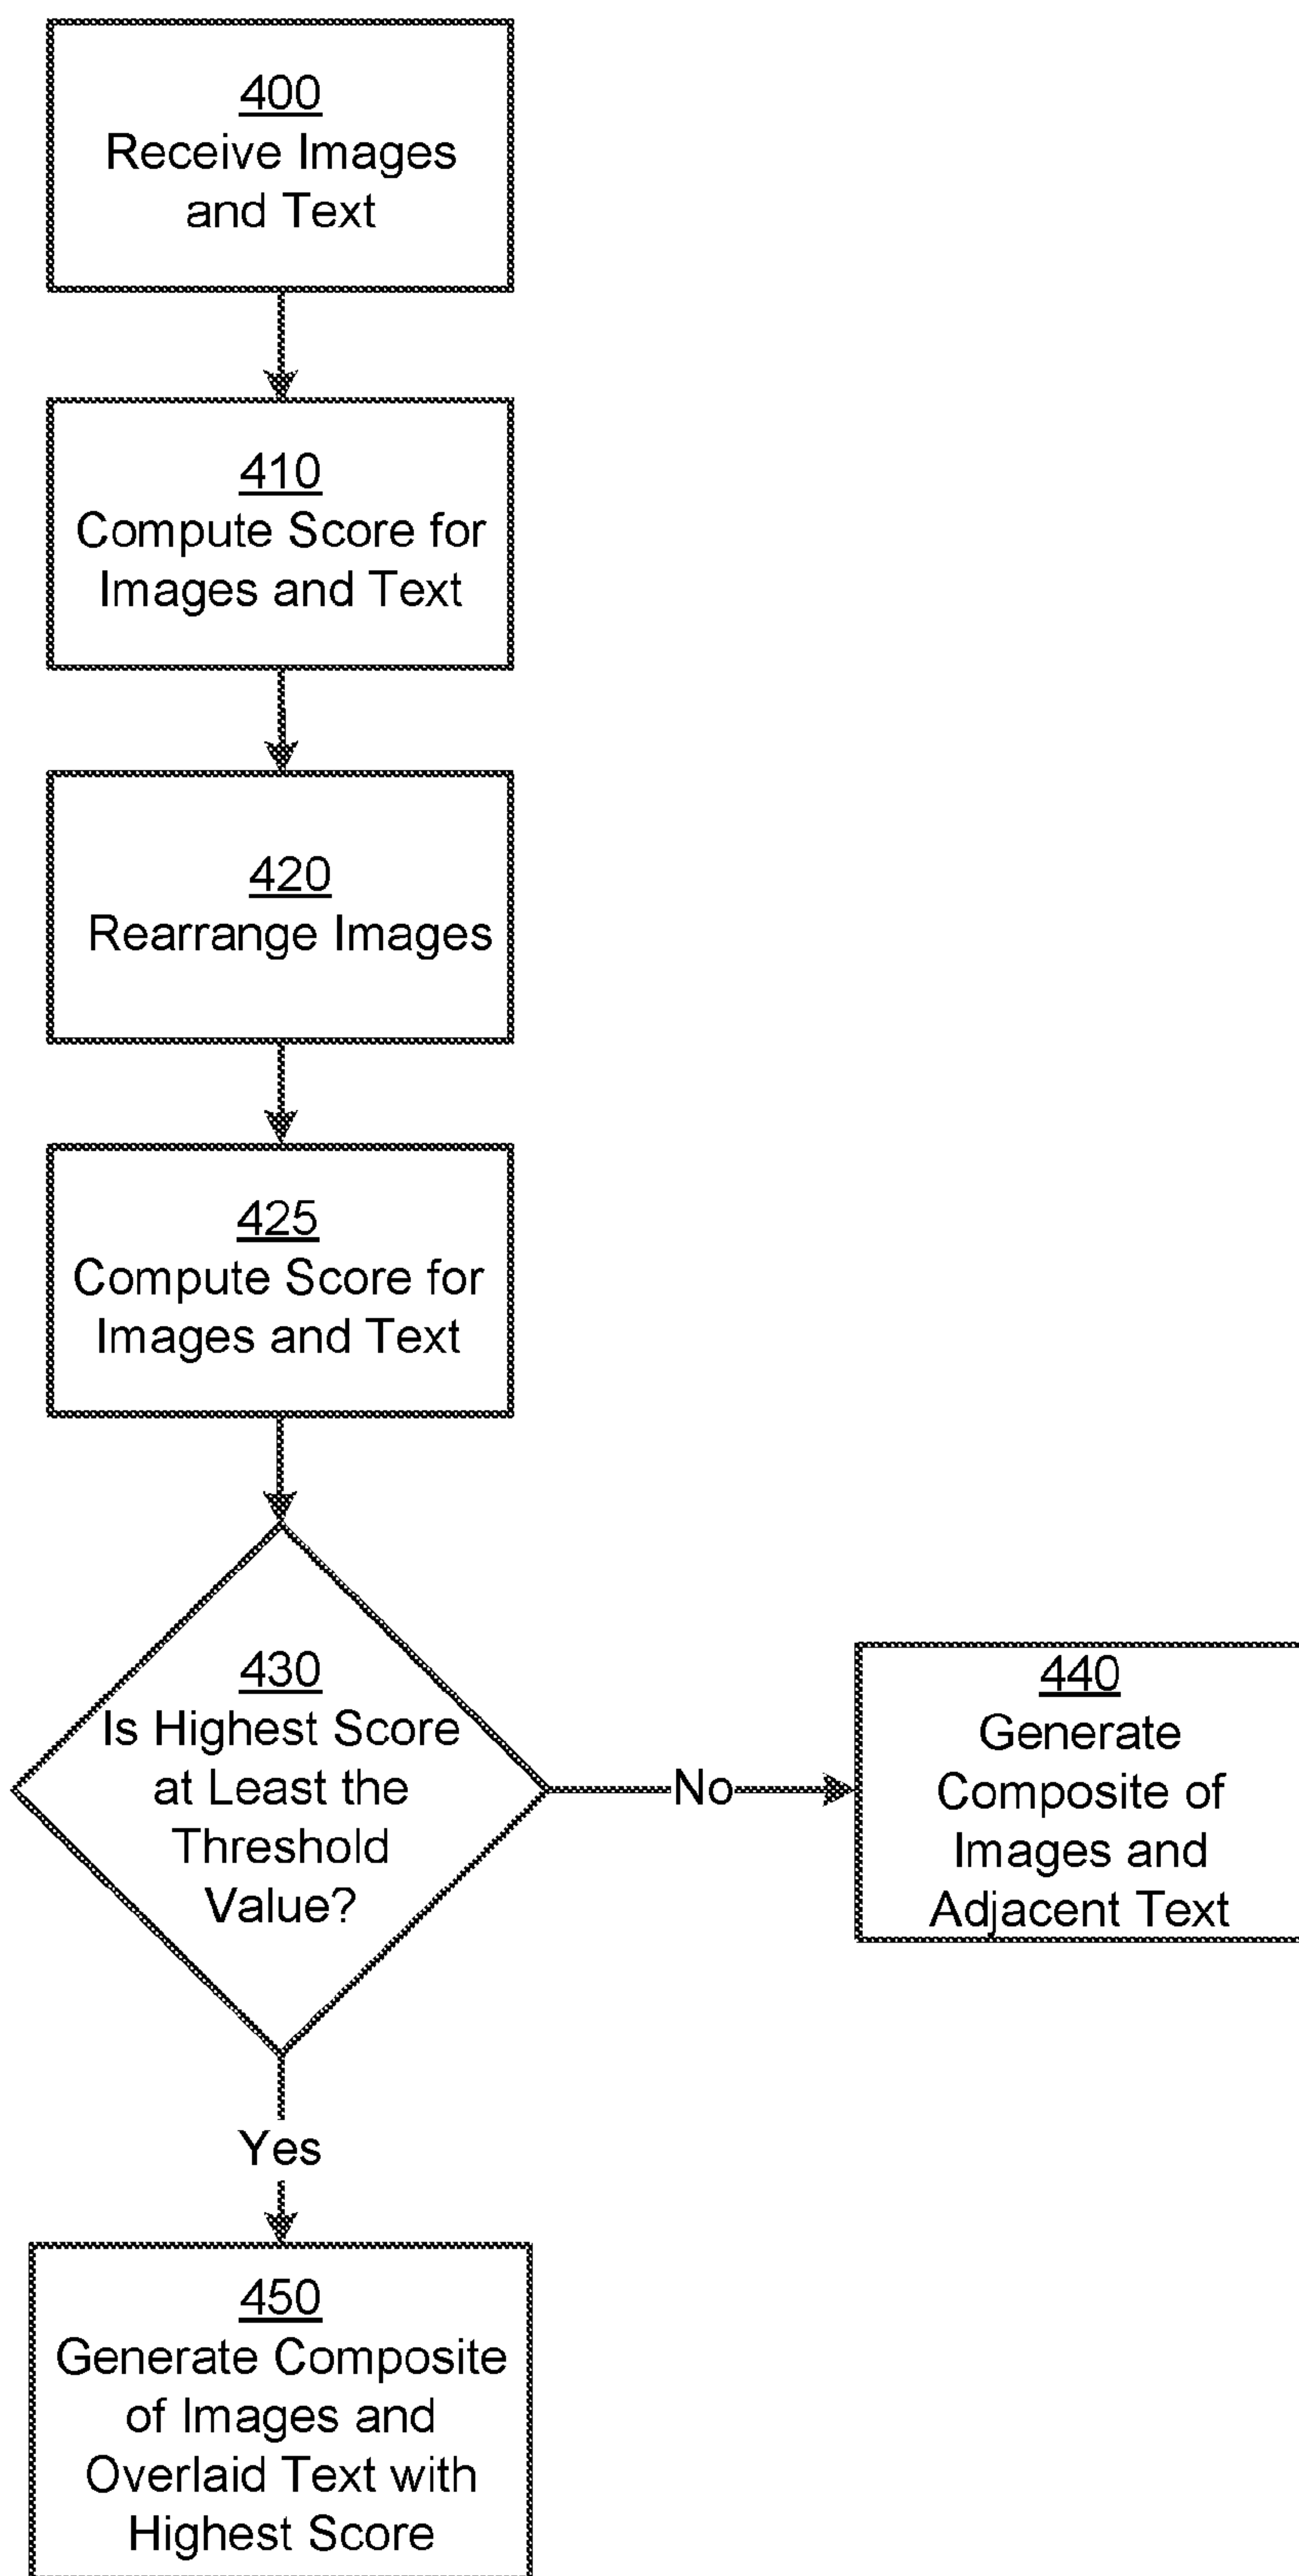 400
Receive Images
and Text
410
Compute Score for
Images and Text
420
Rearrange Images
425
Compute Score for
Images and Text
430
Is Highest Score
at Least the
Threshold
Value?
No
440
Generate
Composite of
Images and
Adjacent Text
Yes
450
Generate Composite
of Images and
Overlaid Text with
Highest Score